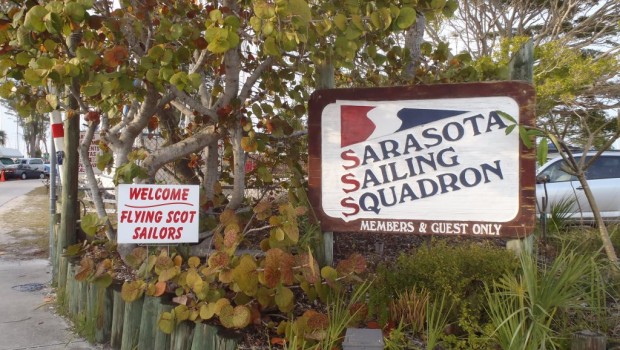 WELCOME
FLYING SCOT
SAILORS
SARASOTA
SAILING
SQUADRON
MEMBERS & GUEST ONLY